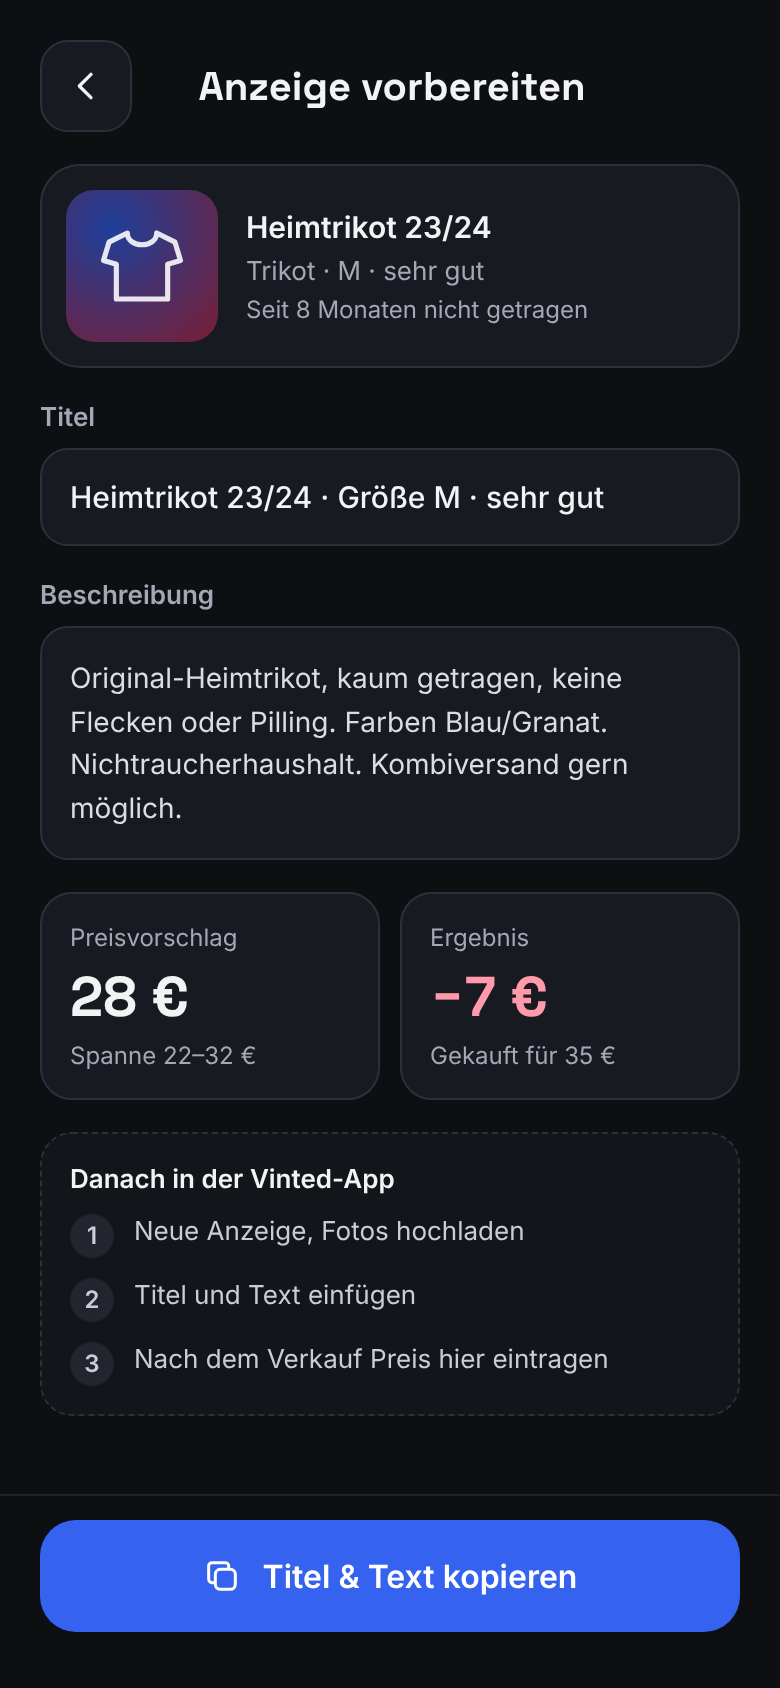 Anzeige vorbereiten
Heimtrikot 23/24
Trikot · M · sehr gut
Seit 8 Monaten nicht getragen
Titel
Heimtrikot 23/24 · Größe M · sehr gut
Beschreibung
Original-Heimtrikot, kaum getragen, keine
Flecken oder Pilling. Farben Blau/Granat.
Nichtraucherhaushalt. Kombiversand gern
möglich.
Preisvorschlag
28 €
Spanne 22–32 €
Ergebnis
−7 €
Gekauft für 35 €
Danach in der Vinted-App
1 Neue Anzeige, Fotos hochladen
2 Titel und Text einfügen
3 Nach dem Verkauf Preis hier eintragen
Titel & Text kopieren